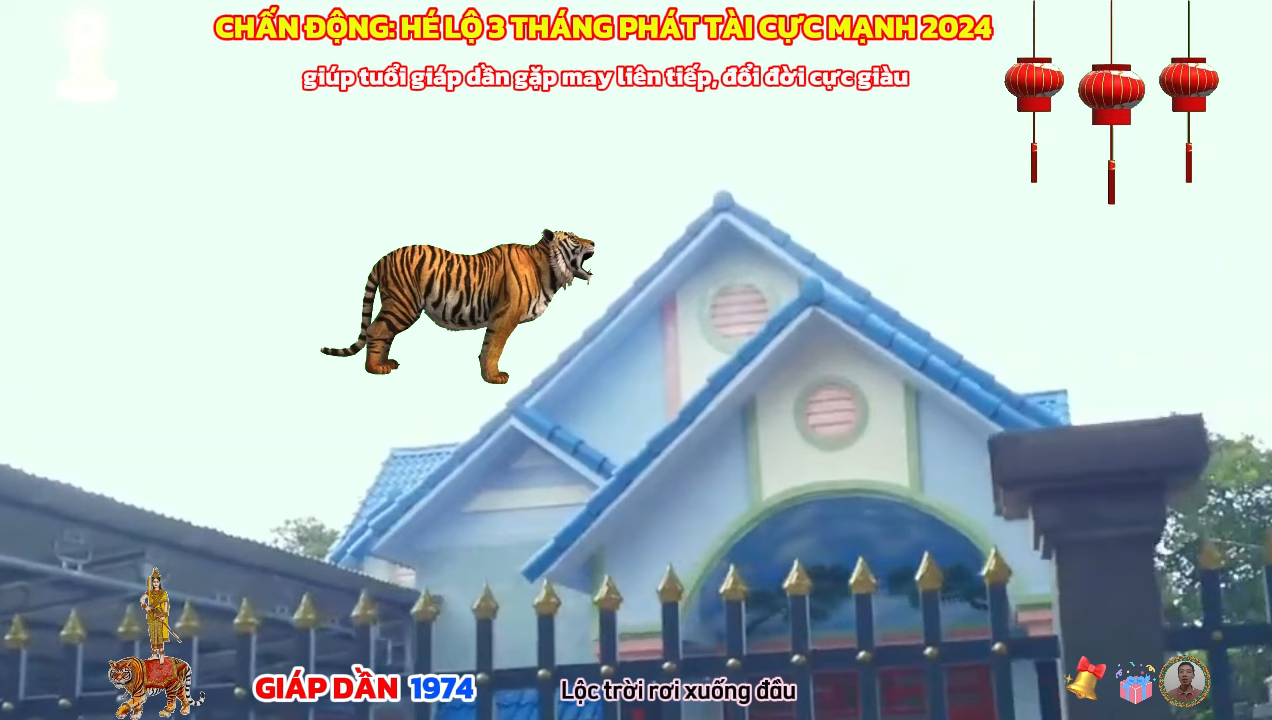 CHẤN ĐỘNG: HÉ LỘ 3 THÁNG PHÁT TÀI CỰC MẠNH 2024
giúp tuổi giáp dần gặp may liên tiếp, đổi đời cực giàu
GIÁP DẦN 1974
Lộc trời rơi xuống đầu